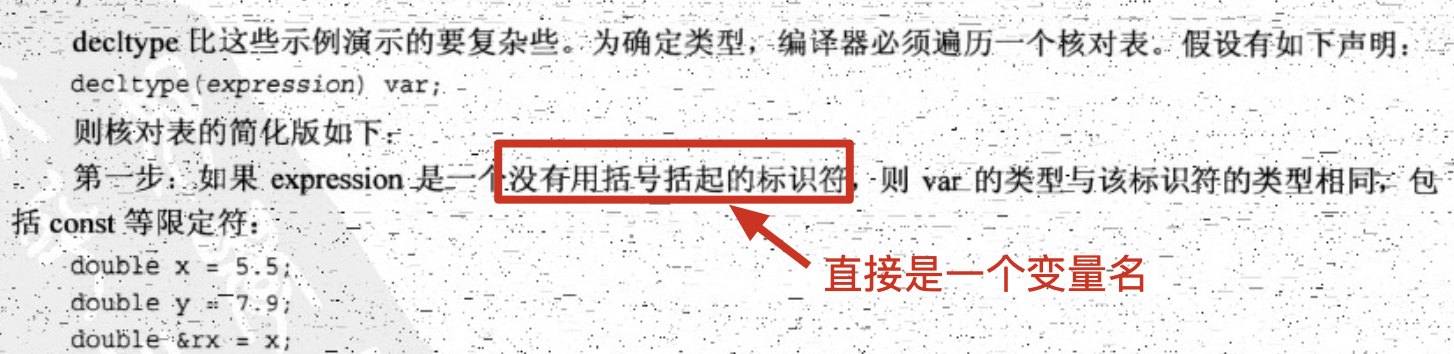 decltype 比这些示例演示的要复杂些。为确定类型，编译器必须遍历一个核对表。假设有如下声明：
decltype(expression) var;
则核对表的简化版如下：
第一步：如果 expression 是一个没有用括号括起的标识符，则 var 的类型与该标识符的类型相同，包
括 const 等限定符：
double x = 5.5;
直接是一个变量名
double y = 7.9;
double &rx = x;